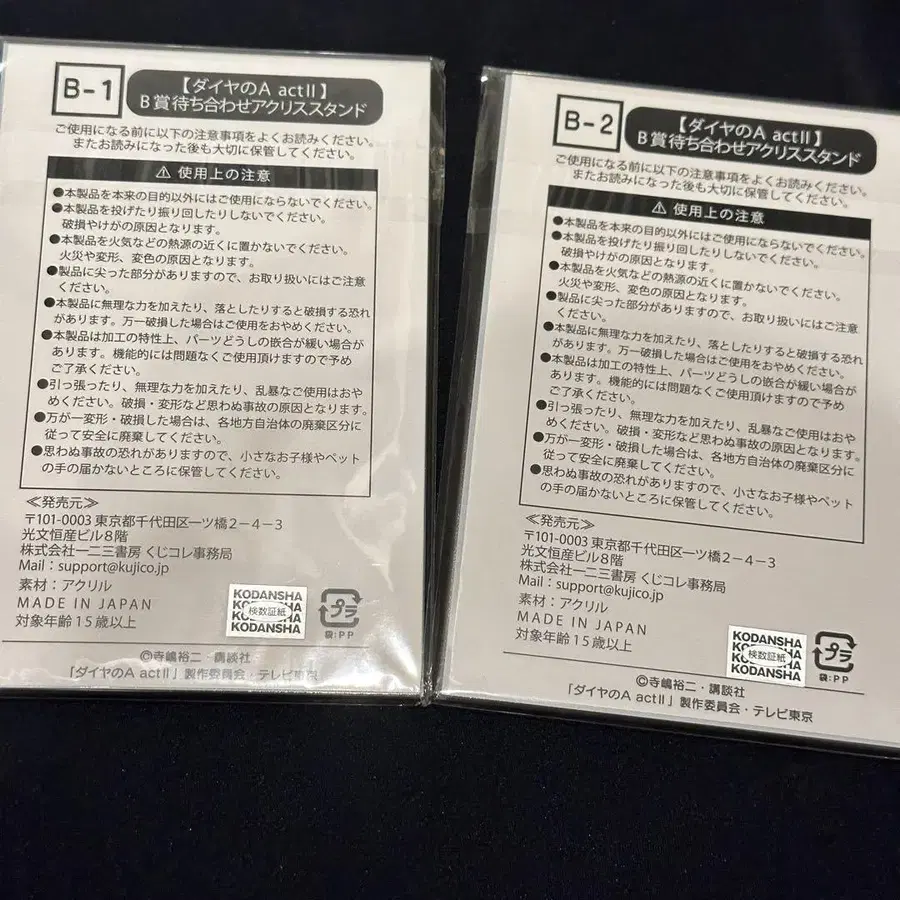 B-1
【ダイヤのA actⅡ】
B賞待ち合わせアクリススタンド
ご使用になる前に以下の注意事項をよくお読みください。
またお読みになった後も大切に保管してください。
⚠ 使用上の注意
●本製品を本来の目的以外にはご使用にならないでください。
●本製品を投げたり振り回したりしないでください。
破損やけがの原因となります。
●本製品を火気などの熱源の近くに置かないでください。
火災や変形、変色の原因となります。
●製品に尖った部分がありますので、お取り扱いにはご注意
ください。
●本製品に無理な力を加えたり、落としたりすると破損する恐れ
があります。万一破損した場合はご使用をおやめください。
●本製品は加工の特性上、パーツどうしの嵌合が緩い場合が
あります。機能的には問題なくご使用頂けますので予め
ご了承ください。
●引っ張ったり、無理な力を加えたり、乱暴なご使用はおや
めください。破損・変形など思わぬ事故の原因となります。
●万が一変形・破損した場合は、各地方自治体の廃棄区分に
従って安全に廃棄してください。
●思わぬ事故の恐れがありますので、小さなお子様やペット
の手の届かないところに保管してください。
≪発売元≫
〒101-0003 東京都千代田区一ツ橋2－4－3
光文恒産ビル8階
株式会社一二三書房 くじコレ事務局
Mail：support@kujico.jp
素材：アクリル
MADE IN JAPAN
対象年齢15歳以上
KODANSHA
KODANSHA
検数証紙
KODANSHA
KODANSHA
プラ
袋:PP
©寺嶋裕二・講談社
「ダイヤのA actⅡ」製作委員会・テレビ東京
B-2
【ダイヤのA actⅡ】
B賞待ち合わせアクリススタンド
ご使用になる前に以下の注意事項をよくお読みください。
またお読みになった後も大切に保管してください。
⚠ 使用上の注意
●本製品を本来の目的以外にはご使用にならないでください。
●本製品を投げたり振り回したりしないでください。
破損やけがの原因となります。
●本製品を火気などの熱源の近くに置かないでください。
火災や変形、変色の原因となります。
●製品に尖った部分がありますので、お取り扱いにはご注意
ください。
●本製品に無理な力を加えたり、落としたりすると破損する恐れ
があります。万一破損した場合はご使用をおやめください。
●本製品は加工の特性上、パーツどうしの嵌合が緩い場合が
あります。機能的には問題なくご使用頂けますので予め
ご了承ください。
●引っ張ったり、無理な力を加えたり、乱暴なご使用はおや
めください。破損・変形など思わぬ事故の原因となります。
●万が一変形・破損した場合は、各地方自治体の廃棄区分に
従って安全に廃棄してください。
●思わぬ事故の恐れがありますので、小さなお子様やペット
の手の届かないところに保管してください。
≪発売元≫
〒101-0003 東京都千代田区一ツ橋2－4－3
光文恒産ビル8階
株式会社一二三書房 くじコレ事務局
Mail：support@kujico.jp
素材：アクリル
MADE IN JAPAN
対象年齢15歳以上
KODANSHA
KODANSHA
検数証紙
KODANSHA
KODANSHA
プラ
袋:PP
©寺嶋裕二・講談社
「ダイヤのA actⅡ」製作委員会・テレビ東京